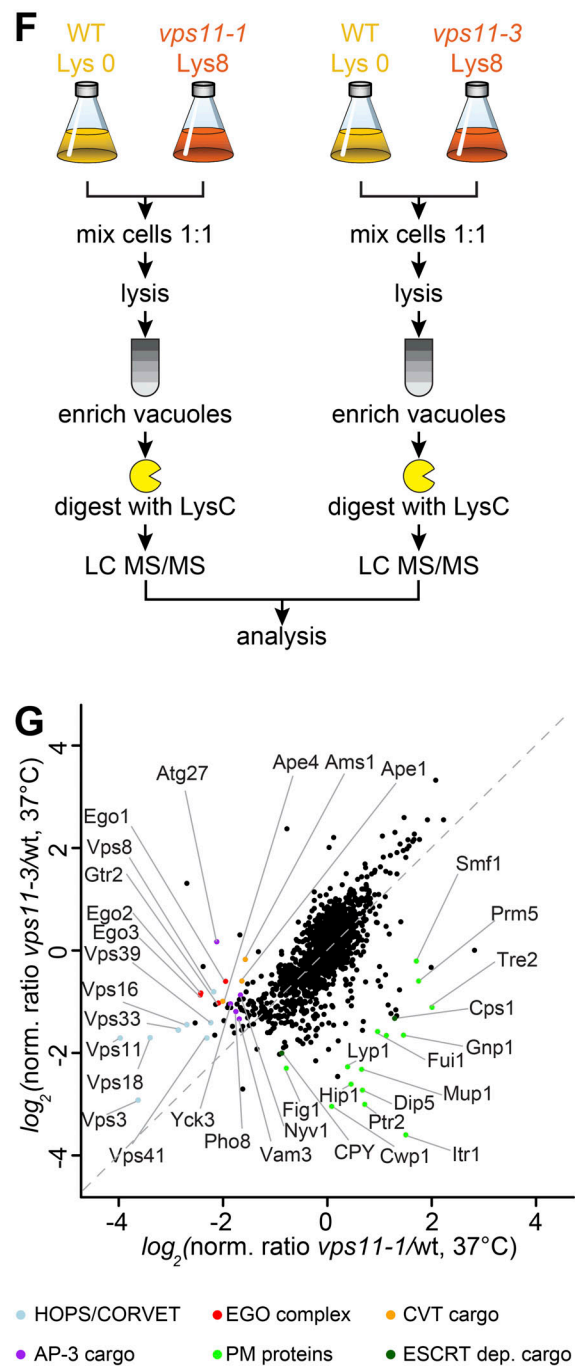 F
WT
Lys 0
vps11-1
Lys8
WT
Lys 0
vps11-3
Lys8
mix cells 1:1
mix cells 1:1
lysis
lysis
enrich vacuoles
enrich vacuoles
digest with LysC
digest with LysC
LC MS/MS
LC MS/MS
analysis
G
log2(norm. ratio vps11-3/wt, 37°C)
4
2
0
-2
-4
Atg27
Ape4
Ams1
Ape1
Ego1
Vps8
Gtr2
Ego2
Ego3
Vps39
Vps16
Vps33
Vps11
Vps18
Vps3
Vps41
Yck3
Pho8
Vam3
Nyv1
Fig1
CPY
Hip1
Lyp1
Cwp1
Ptr2
Dip5
Itr1
Mup1
Fui1
Gnp1
Cps1
Tre2
Prm5
Smf1
-4
-2
0
2
4
log2(norm. ratio vps11-1/wt, 37°C)
HOPS/CORVET
EGO complex
CVT cargo
AP-3 cargo
PM proteins
ESCRT dep. cargo